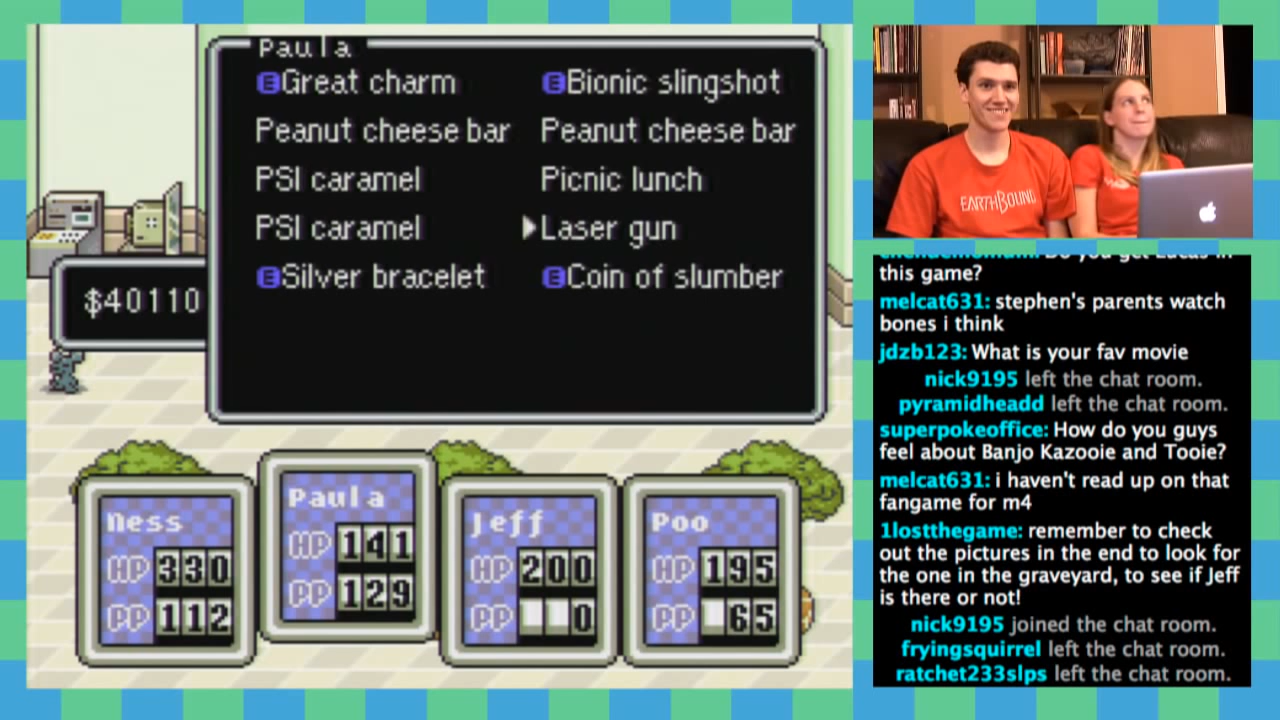 Paula
EGreat charm
EBionic slingshot
Peanut cheese bar
Peanut cheese bar
PSI caramel
Picnic lunch
PSI caramel
Laser gun
ESilver bracelet
ECoin of slumber
$40110
Ness
HP 330
PP 112
Paula
HP 141
PP 129
Jeff
HP 200
PP 0
Poo
HP 195
PP 65
EARTHBOUND
this game?
melcat631: stephen's parents watch
bones i think
jdzb123: What is your fav movie
nick9195 left the chat room.
pyramidheadd left the chat room.
superpokeoffice: How do you guys
feel about Banjo Kazooie and Tooie?
melcat631: i haven't read up on that
fangame for m4
1lostthegame: remember to check
out the pictures in the end to look for
the one in the graveyard, to see if Jeff
is there or not!
nick9195 joined the chat room.
fryingsquirrel left the chat room.
ratchet233slps left the chat room.